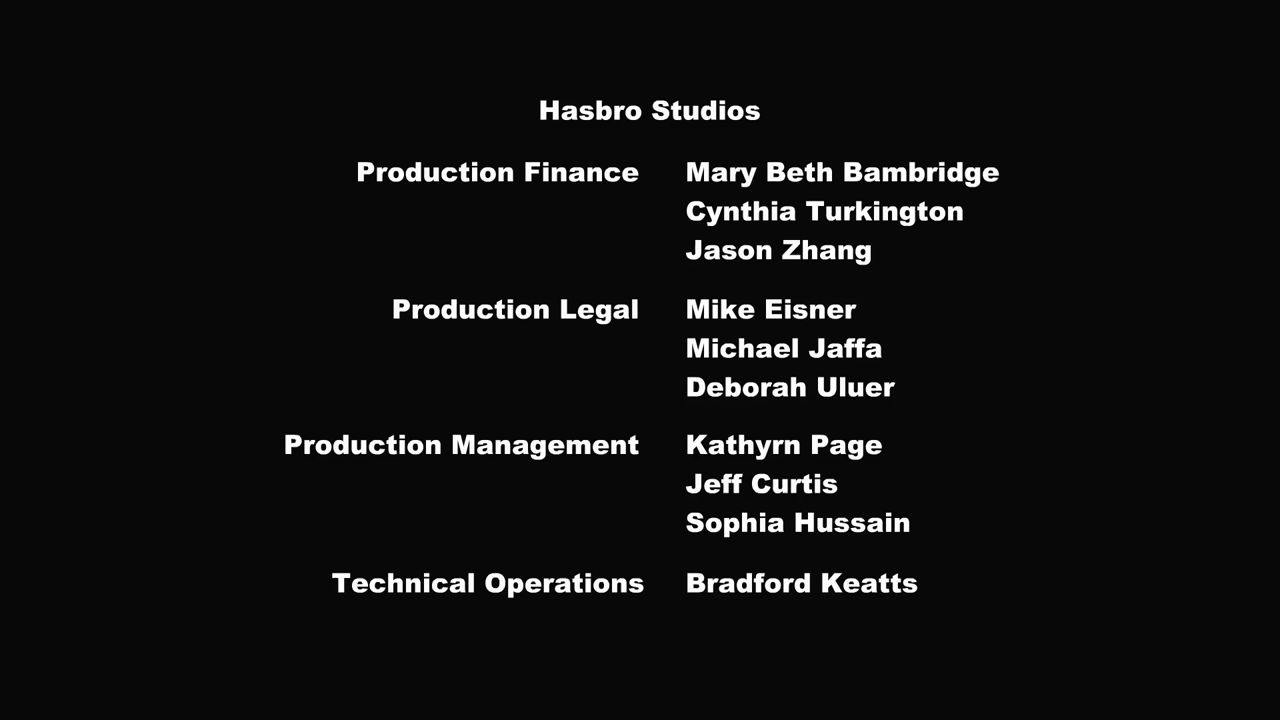 Hasbro Studios
Production Finance Mary Beth Bambridge
Cynthia Turkington
Jason Zhang
Production Legal Mike Eisner
Michael Jaffa
Deborah Uluer
Production Management Kathyrn Page
Jeff Curtis
Sophia Hussain
Technical Operations Bradford Keatts